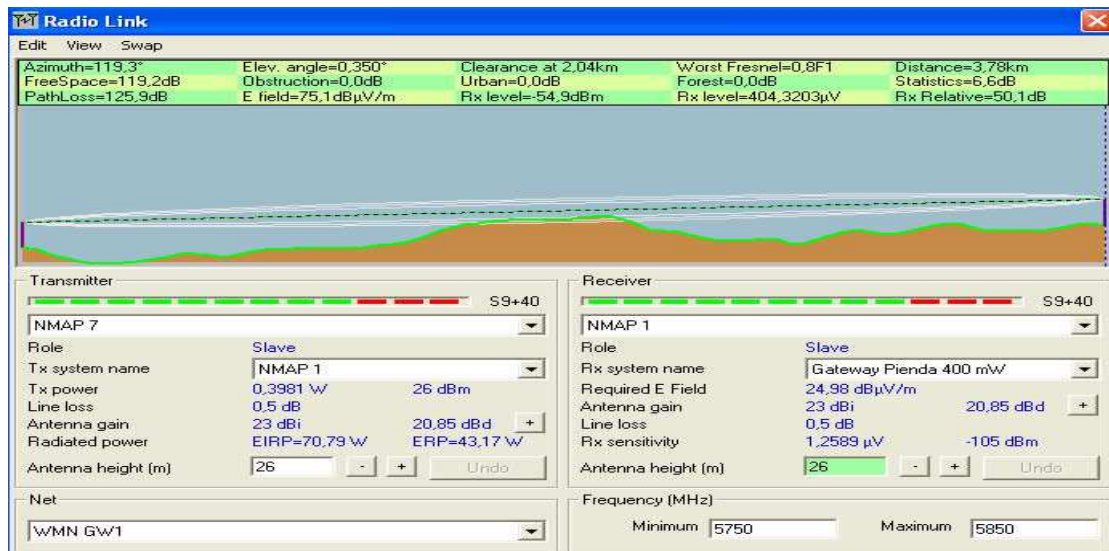 Radio Link
Edit View Swap
Azimuth=119,3° Elev. angle=0,350° Clearance at 2,04km Worst Fresnel=0,8F1 Distance=3,78km
FreeSpace=119,2dB Obstruction=0,0dB Urban=0,0dB Forest=0,0dB Statistics=6,6dB
PathLoss=125,9dB E field=75,1dBµV/m Rx level=-54,9dBm Rx level=404,3203µV Rx Relative=50,1dB
Transmitter
S9+40
NMAP 7
Role Slave
Tx system name NMAP 1
Tx power 0,3981 W 26 dBm
Line loss 0,5 dB
Antenna gain 23 dBi 20,85 dBd +
Radiated power EIRP=70,79 W ERP=43,17 W
Antenna height (m) 26 - + Undo
Net
WMN GW1
Receiver
S9+40
NMAP 1
Role Slave
Rx system name Gateway Pienda 400 mW
Required E Field 24,98 dBµV/m
Antenna gain 23 dBi 20,85 dBd +
Line loss 0,5 dB
Rx sensitivity 1,2589 µV -105 dBm
Antenna height (m) 26 - + Undo
Frequency (MHz)
Minimum 5750 Maximum 5850